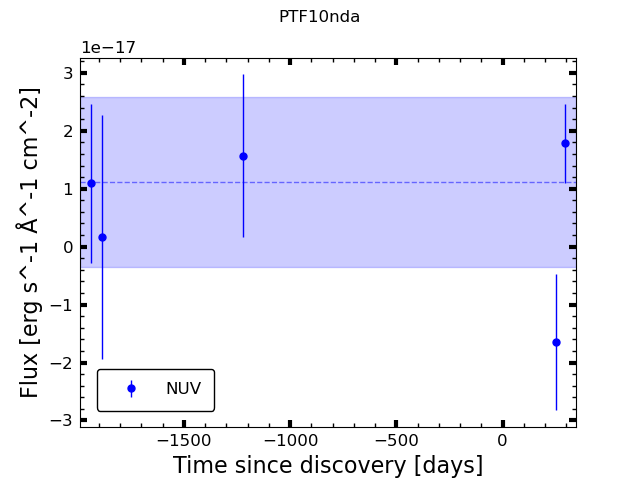 PTF10nda
1e−17
3
2
1
0
−1
−2
−3
Flux [erg s^-1 Å^-1 cm^-2]
NUV
−1500 −1000 −500 0
Time since discovery [days]